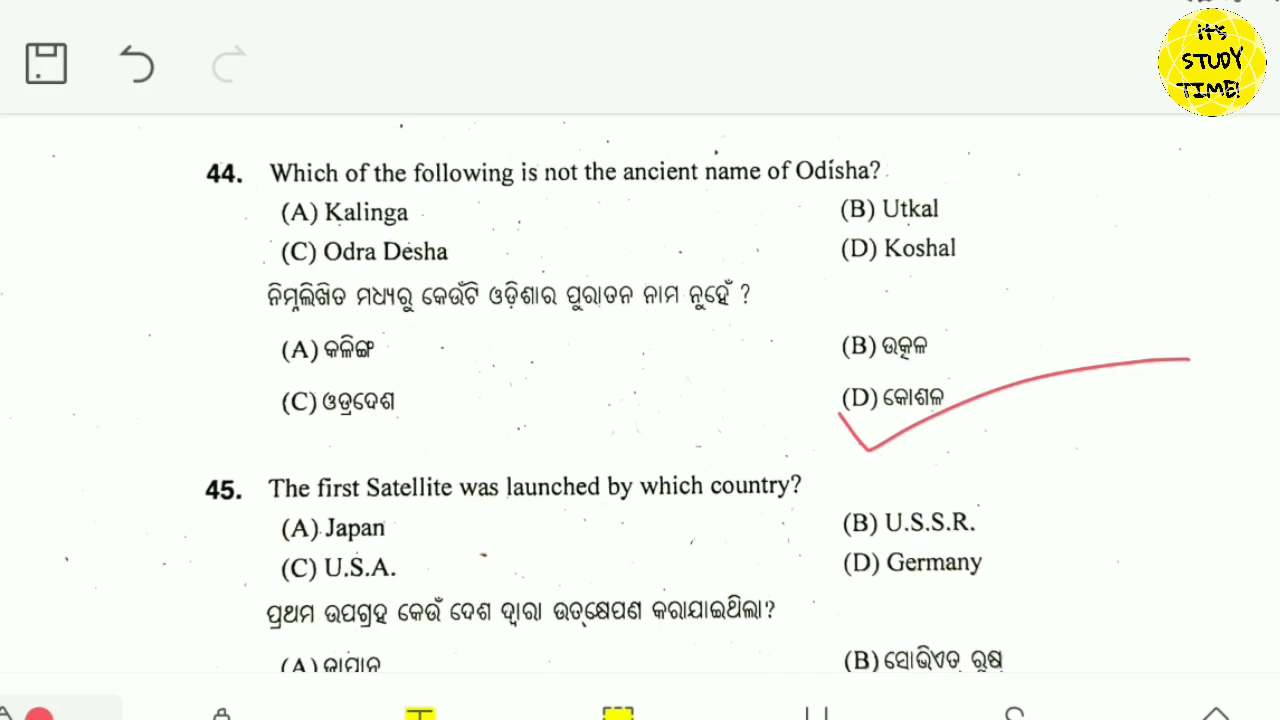 its
STUDY
TIME!
44. Which of the following is not the ancient name of Odisha?
(A) Kalinga (B) Utkal
(C) Odra Desha (D) Koshal
ନିମ୍ନଲିଖିତ ମଧ୍ୟରୁ କେଉଁଟି ଓଡ଼ିଶାର ପୁରାତନ ନାମ ନୁହେଁ ?
(A) କଳିଙ୍ଗ (B) ଉତ୍କଳ
(C) ଓଡ୍ରଦେଶ (D) କୋଶଳ
45. The first Satellite was launched by which country?
(A) Japan (B) U.S.S.R.
(C) U.S.A. (D) Germany
ପ୍ରଥମ ଉପଗ୍ରହ କେଉଁ ଦେଶ ଦ୍ଵାରା ଉତ୍‌କ୍ଷେପଣ କରାଯାଇଥିଲା?
(A) ଜାପାନ (B) ସୋଭିଏତ୍ ରୁଷ୍